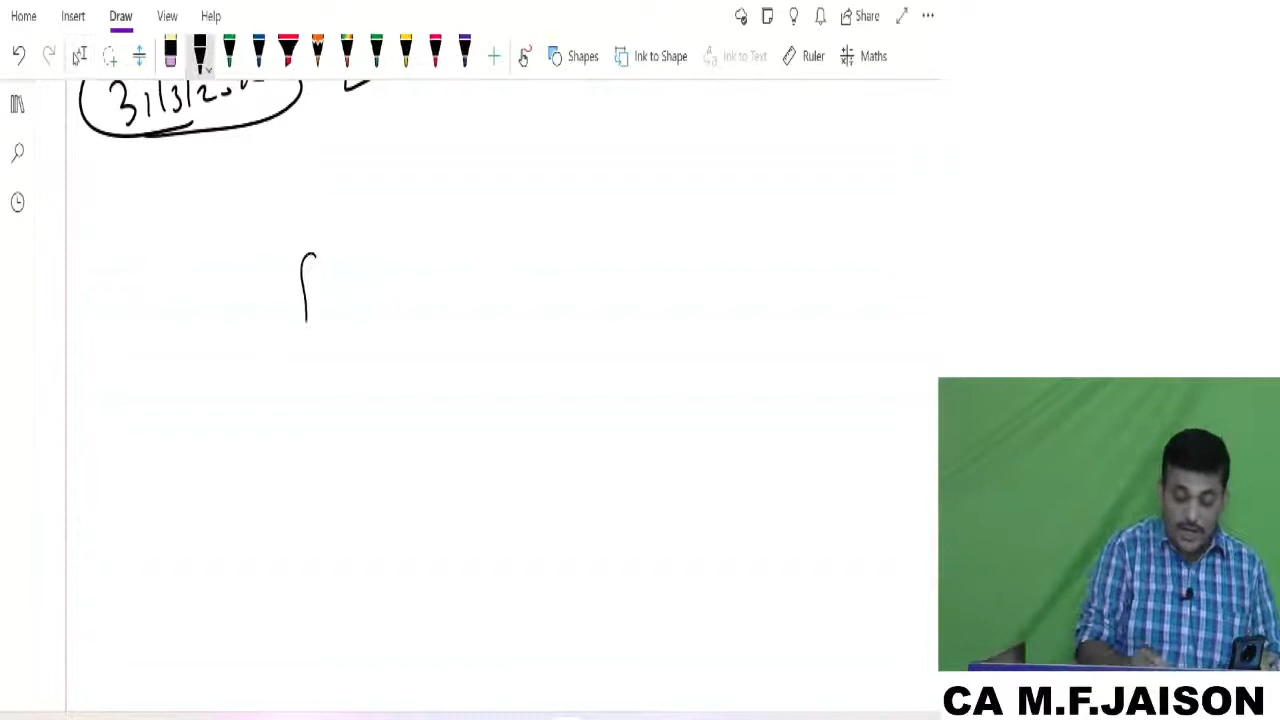 Home Insert Draw View Help Share
Shapes Ink to Shape Ink to Text Ruler Maths
CA M.F.JAISON